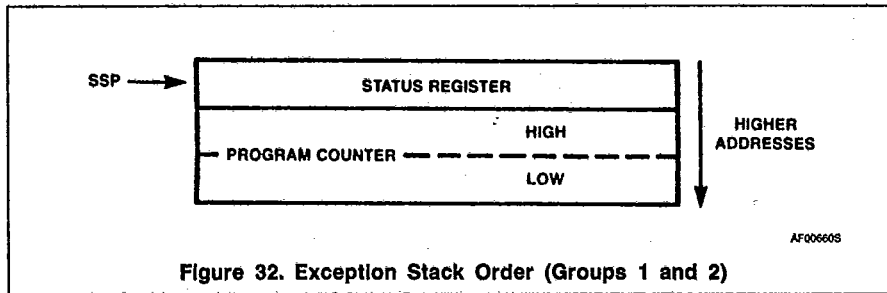 SSP
STATUS REGISTER
HIGH
PROGRAM COUNTER
LOW
HIGHER
ADDRESSES
AF00660S
Figure 32. Exception Stack Order (Groups 1 and 2)